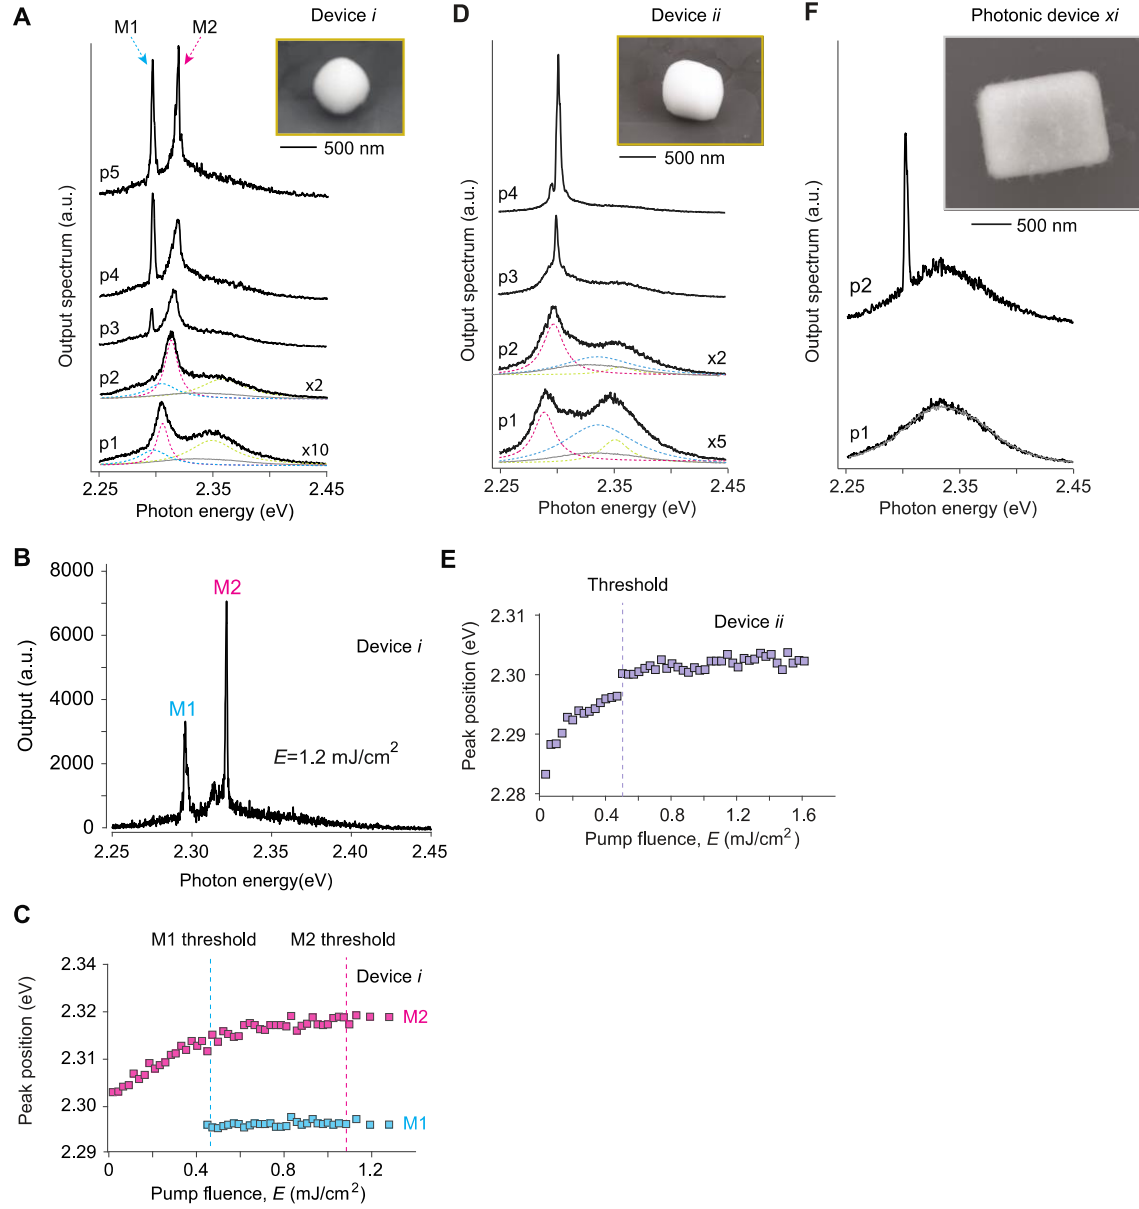 A
Device i
M1
M2
500 nm
p5
p4
p3
p2
x2
p1
x10
Output spectrum (a.u.)
2.25
2.35
2.45
Photon energy (eV)
D
Device ii
500 nm
p4
p3
p2
x2
p1
x5
Output spectrum (a.u.)
2.25
2.35
2.45
Photon energy (eV)
F
Photonic device xi
500 nm
p2
p1
Output spectrum (a.u.)
2.25
2.35
2.45
Photon energy (eV)
B
8000
6000
4000
2000
0
Output (a.u.)
M2
M1
Device i
E=1.2 mJ/cm²
2.25
2.30
2.35
2.40
2.45
Photon energy(eV)
E
Threshold
Device ii
2.31
2.30
2.29
2.28
Peak position (eV)
0
0.4
0.8
1.2
1.6
Pump fluence, E (mJ/cm²)
C
M1 threshold
M2 threshold
Device i
2.34
2.32
2.31
2.30
2.29
Peak position (eV)
M2
M1
0
0.4
0.8
1.2
Pump fluence, E (mJ/cm²)